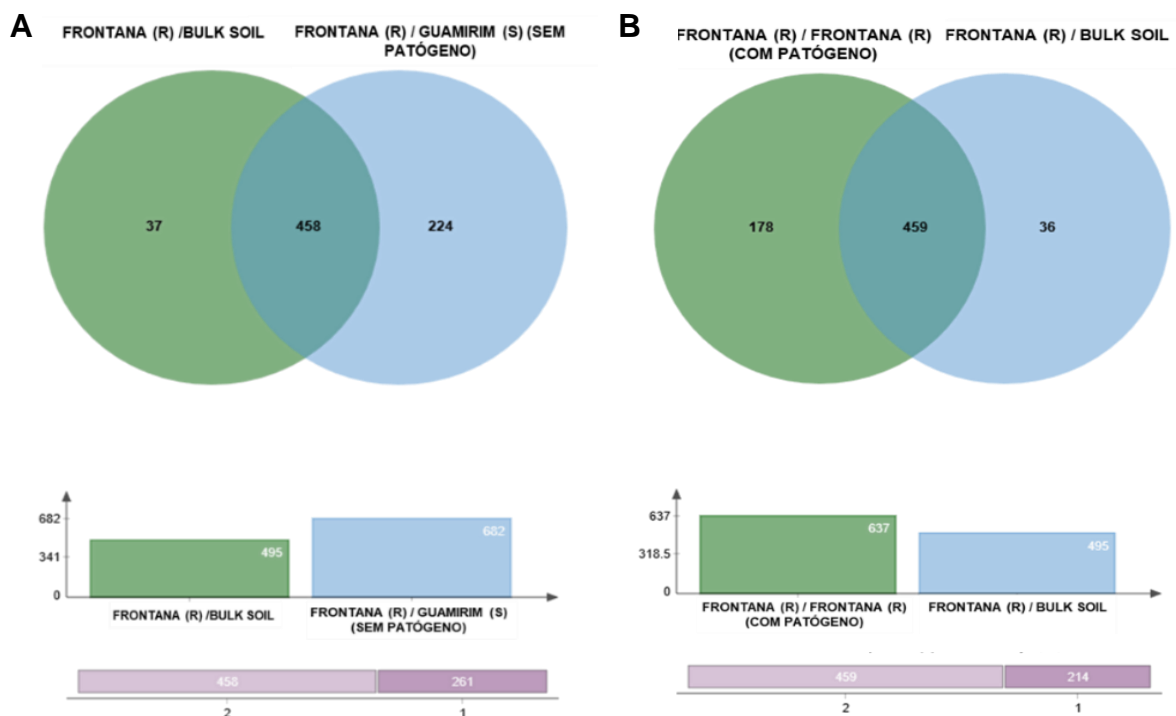 A
FRONTANA (R) /BULK SOIL
FRONTANA (R) / GUAMIRIM (S) (SEM
PATÓGENO)
37
458
224
682
341
0
495
682
FRONTANA (R) /BULK SOIL
FRONTANA (R) / GUAMIRIM (S)
(SEM PATÓGENO)
458
261
2
1
B
FRONTANA (R) / FRONTANA (R)
(COM PATÓGENO)
FRONTANA (R) / BULK SOIL
178
459
36
637
318.5
0
637
495
FRONTANA (R) / FRONTANA (R)
(COM PATÓGENO)
FRONTANA (R) / BULK SOIL
459
214
2
1